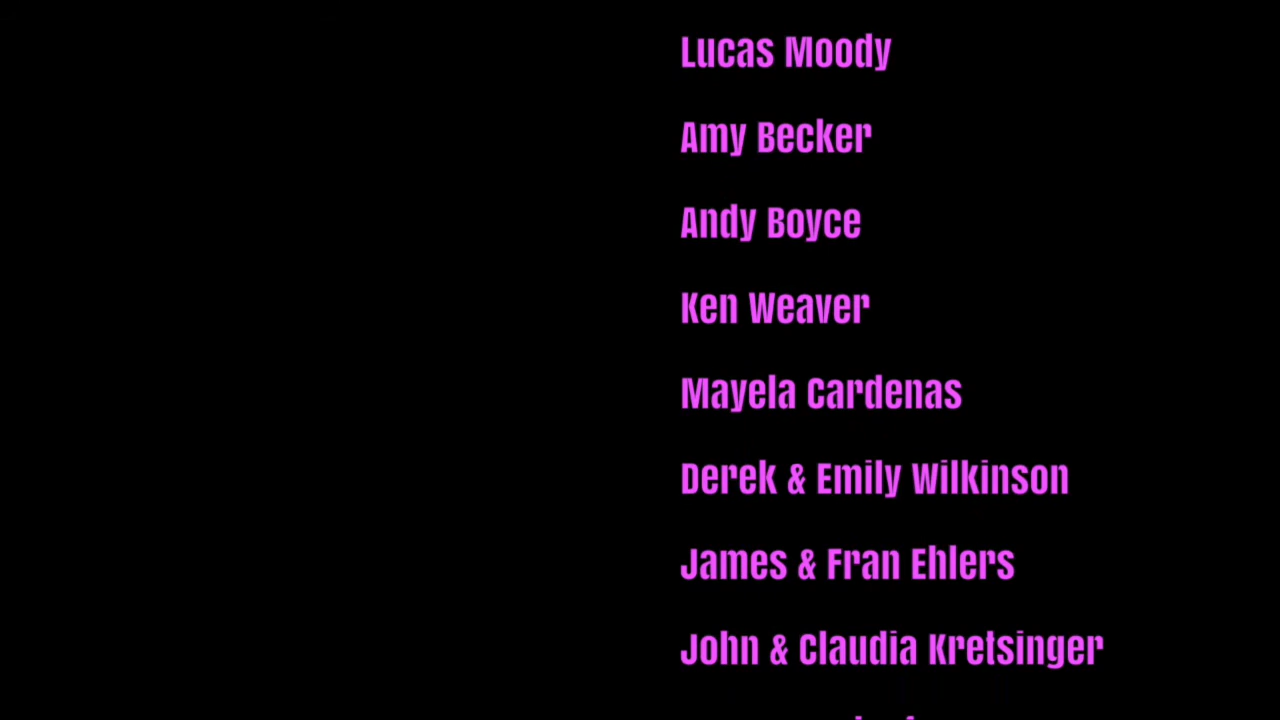 Lucas Moody
Amy Becker
Andy Boyce
Ken Weaver
Mayela Cardenas
Derek & Emily Wilkinson
James & Fran Ehlers
John & Claudia Kretsinger